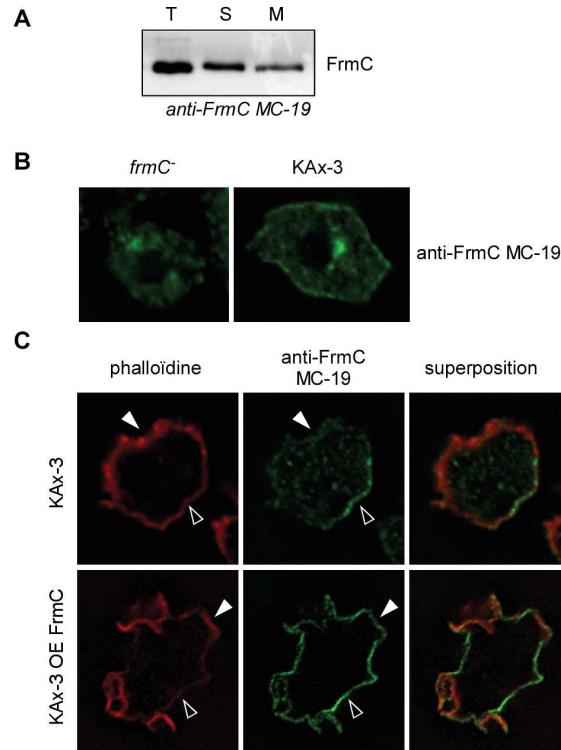 A
T S M
FrmC
anti-FrmC MC-19
B
frmC-
KAx-3
anti-FrmC MC-19
C
phalloïdine
anti-FrmC
MC-19
superposition
KAx-3
KAx-3 OE FrmC